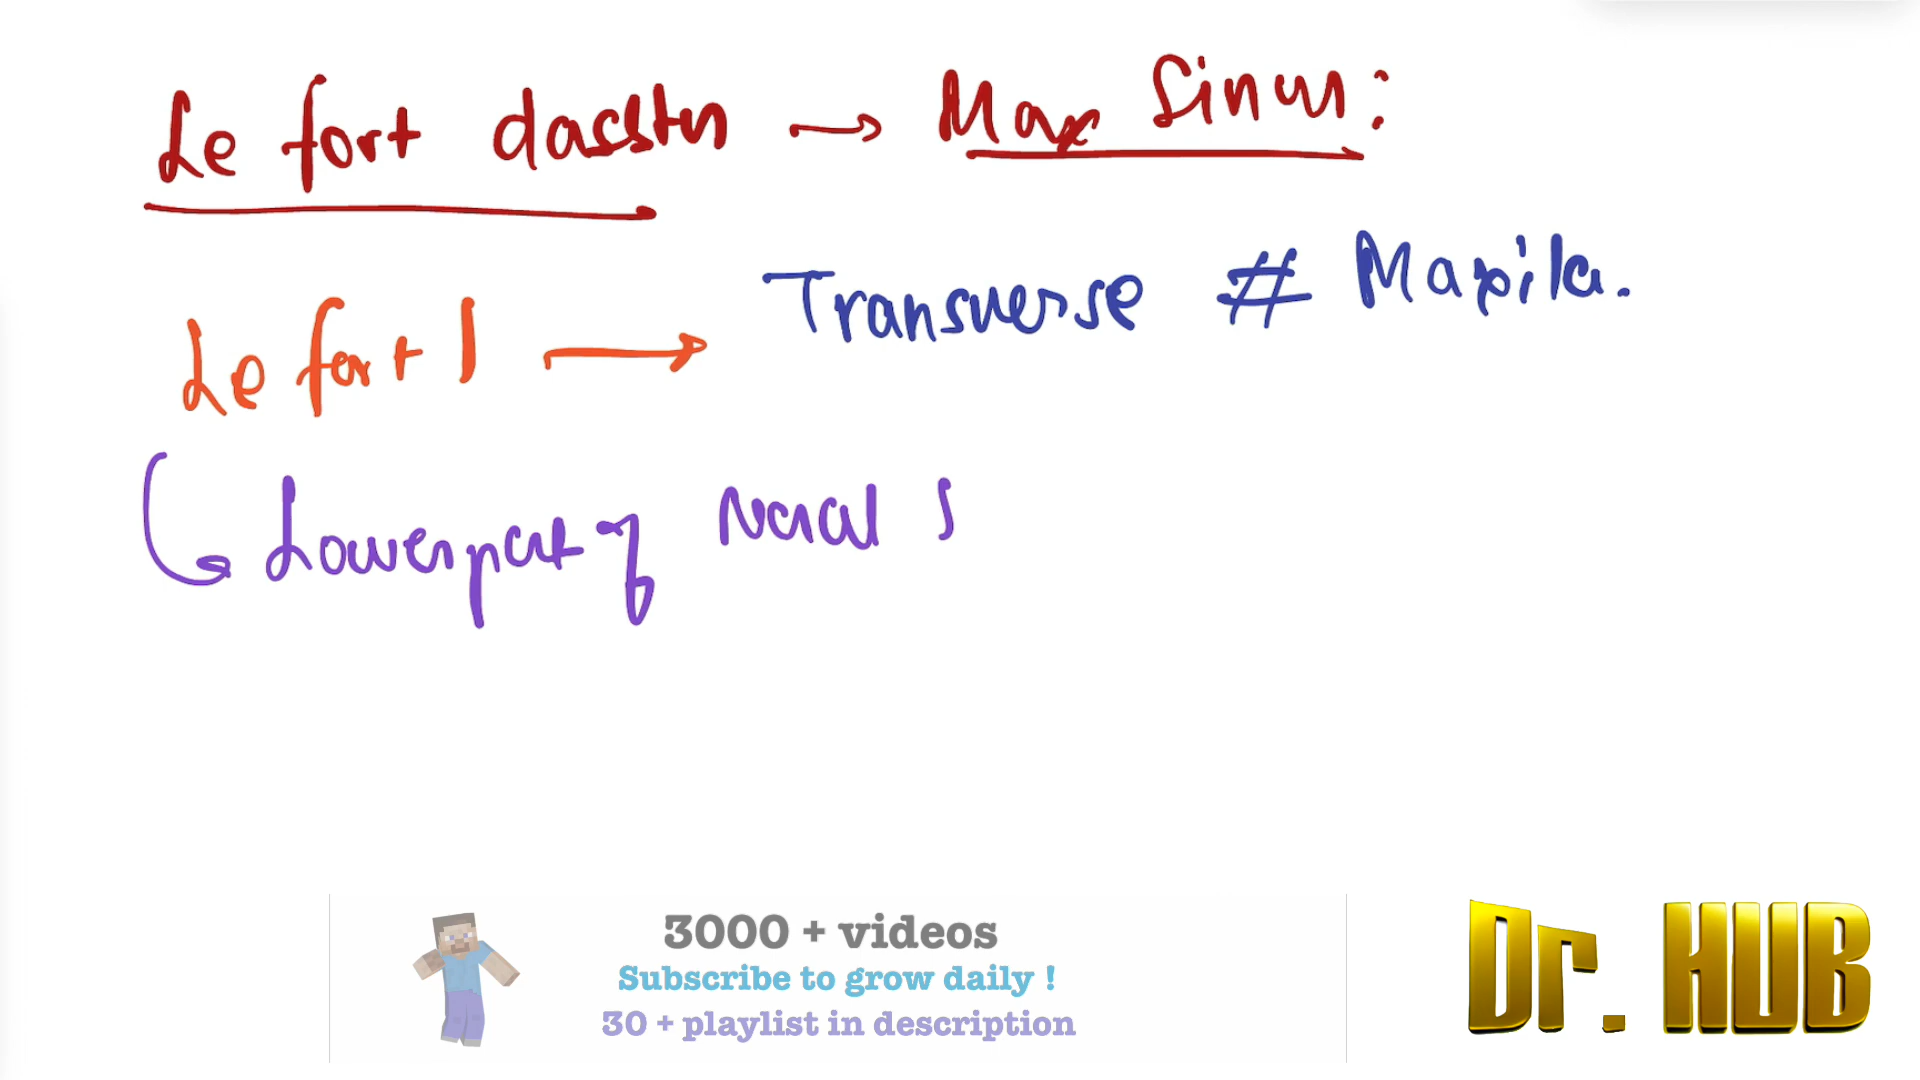 Le fort classtn → Max Sinus:
Le fort I → Transverse # Maxila.
Lower part of Nasal S
3000 + videos
Subscribe to grow daily !
30 + playlist in description
Dr. HUB